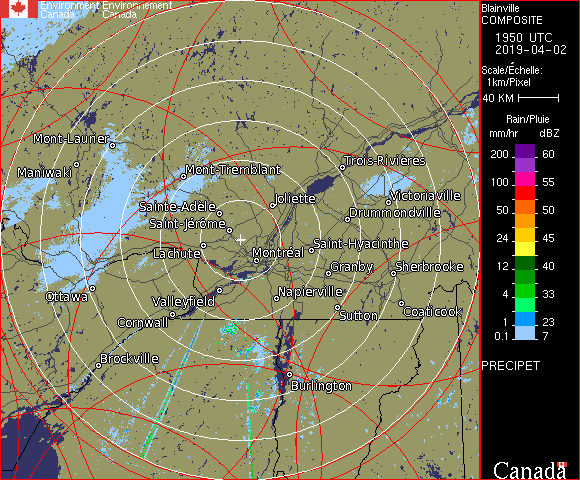 Environment Environnement
Canada Canada
Mont-Laurier
Maniwaki
Mont-Tremblant
Trois-Rivières
Sainte-Adèle
Joliette
Victoriaville
Saint-Jérôme
Drummondville
Lachute
Montréal
Saint-Hyacinthe
Granby
Sherbrooke
Ottawa
Valleyfield
Napierville
Cornwall
Sutton
Coaticook
Brockville
Burlington
Blainville
COMPOSITE
1950 UTC
2019-04-02
Scale/Échelle:
1km/Pixel
40 KM
Rain/Pluie
mm/hr dBZ
200 60
100 55
50 50
24 45
12 40
4 33
1 23
0.1 7
PRECIPET
Canada